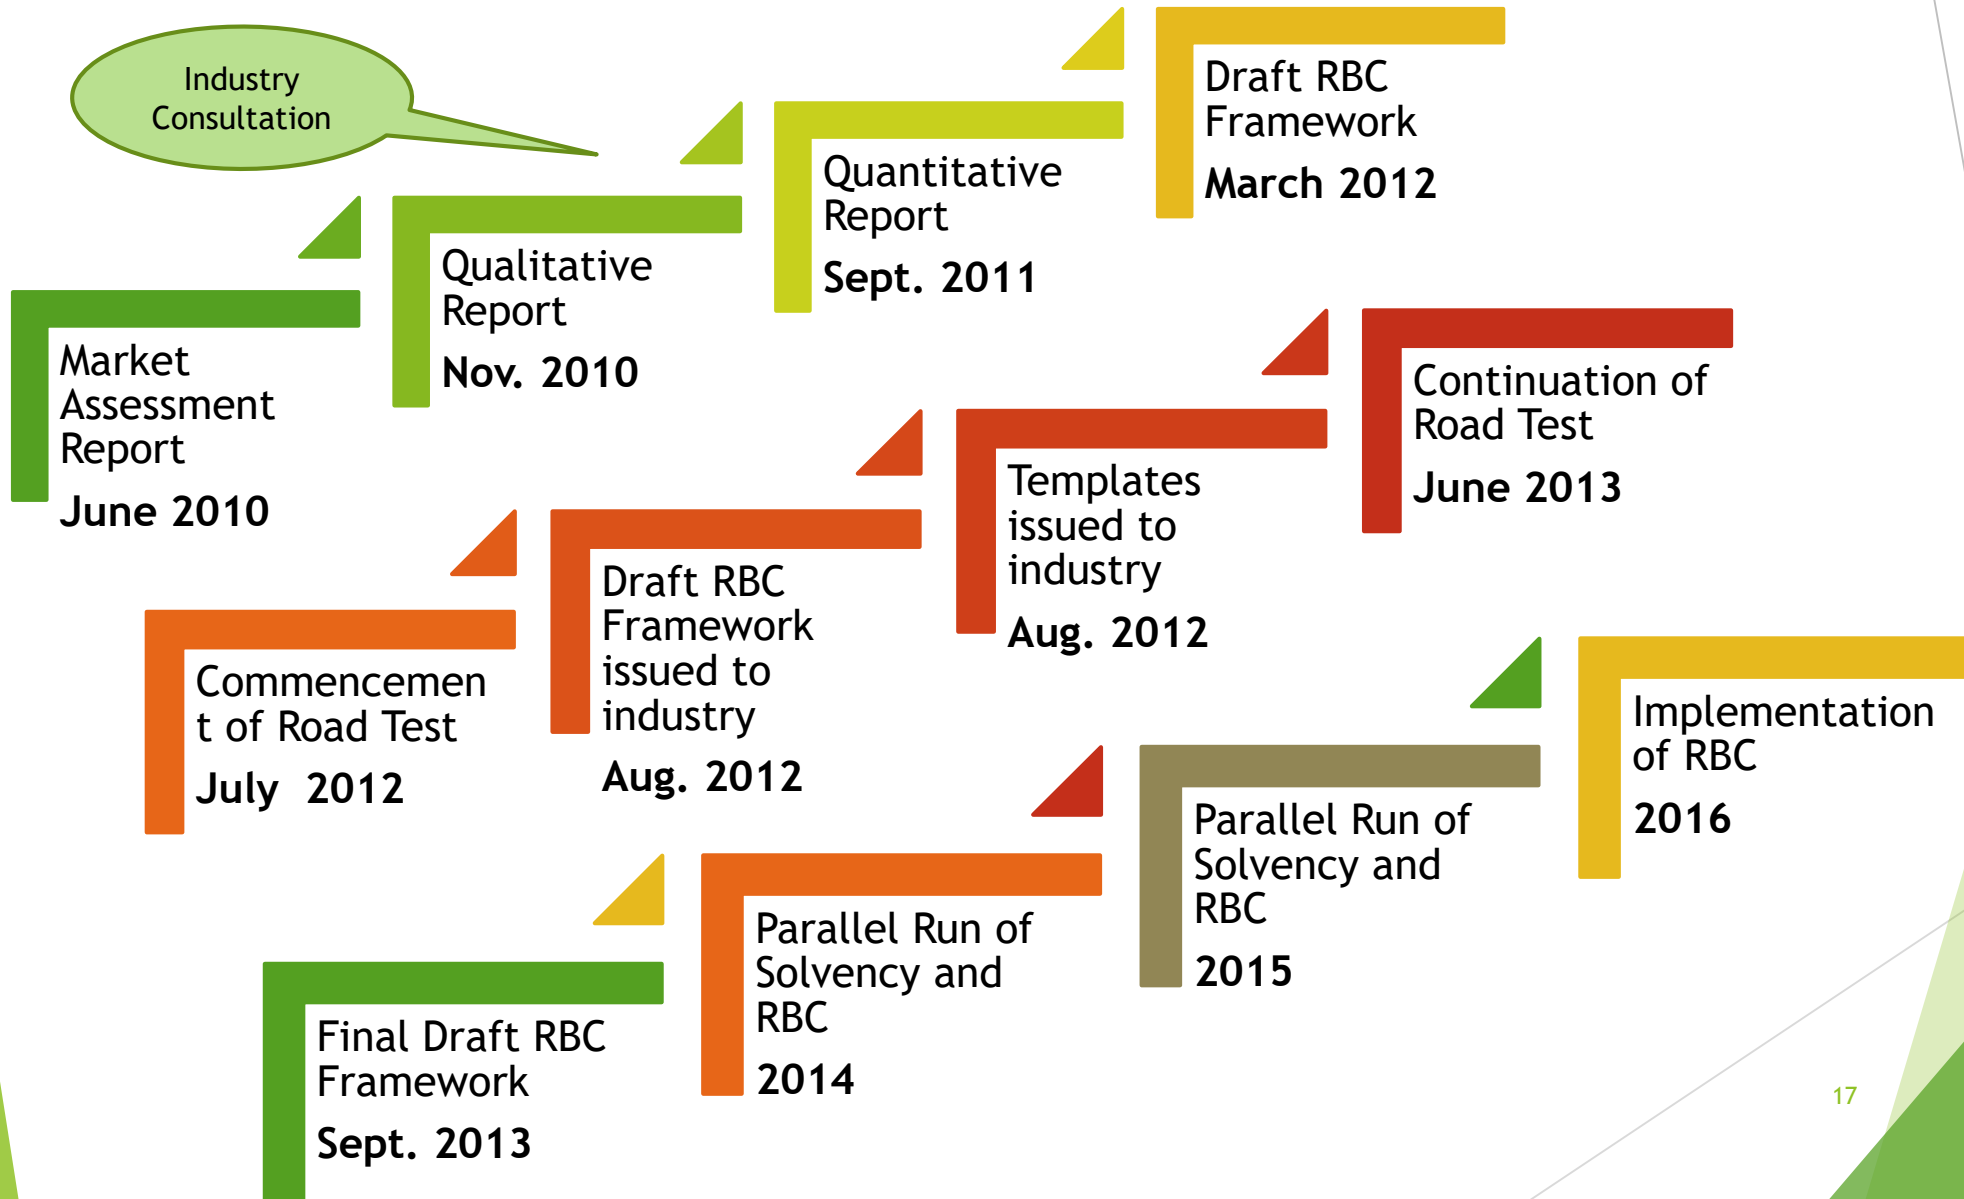 Industry
Consultation
Market
Assessment
Report
June 2010
Qualitative
Report
Nov. 2010
Quantitative
Report
Sept. 2011
Draft RBC
Framework
March 2012
Commencemen
t of Road Test
July  2012
Draft RBC
Framework
issued to
industry
Aug. 2012
Templates
issued to
industry
Aug. 2012
Continuation of
Road Test
June 2013
Final Draft RBC
Framework
Sept. 2013
Parallel Run of
Solvency and
RBC
2014
Parallel Run of
Solvency and
RBC
2015
Implementation
of RBC
2016
17